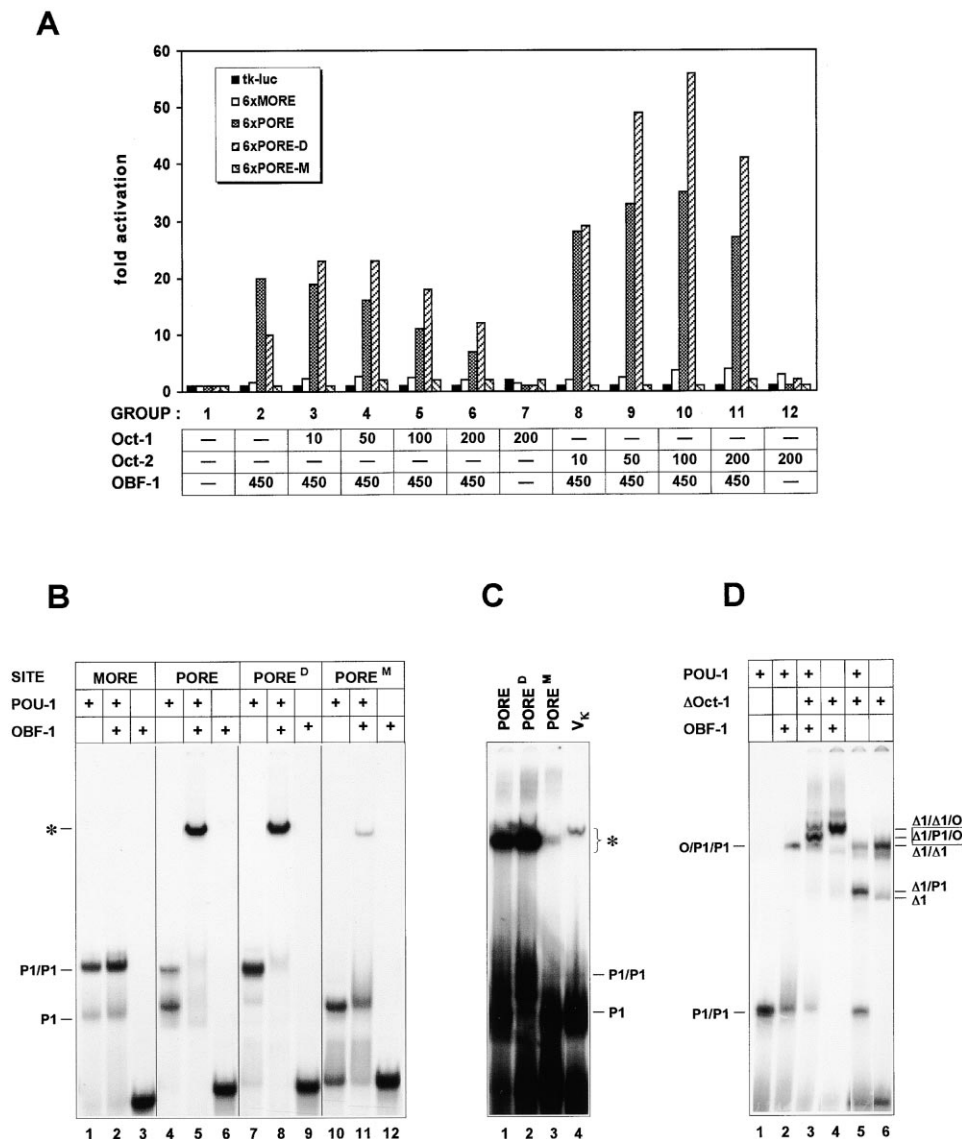 A
60
50
40
30
20
10
0
fold activation
tk-luc
6xMORE
6xPORE
6xPORE-D
6xPORE-M
GROUP : 1 2 3 4 5 6 7 8 9 10 11 12
Oct-1 — — 10 50 100 200 200 — — — — —
Oct-2 — — — — — — — 10 50 100 200 200
OBF-1 — 450 450 450 450 450 — 450 450 450 450 —
B
SITE MORE PORE PORE D PORE M
POU-1 + + + + + + + +
OBF-1 + + + + + + + +
*
P1/P1
P1
1 2 3 4 5 6 7 8 9 10 11 12
C
PORE
PORE D
PORE M
Vκ
*
P1/P1
P1
1 2 3 4
D
POU-1 + + + +
ΔOct-1 + + + +
OBF-1 + + +
O/P1/P1
P1/P1
Δ1/Δ1/O
Δ1/P1/O
Δ1/Δ1
Δ1/P1
Δ1
1 2 3 4 5 6